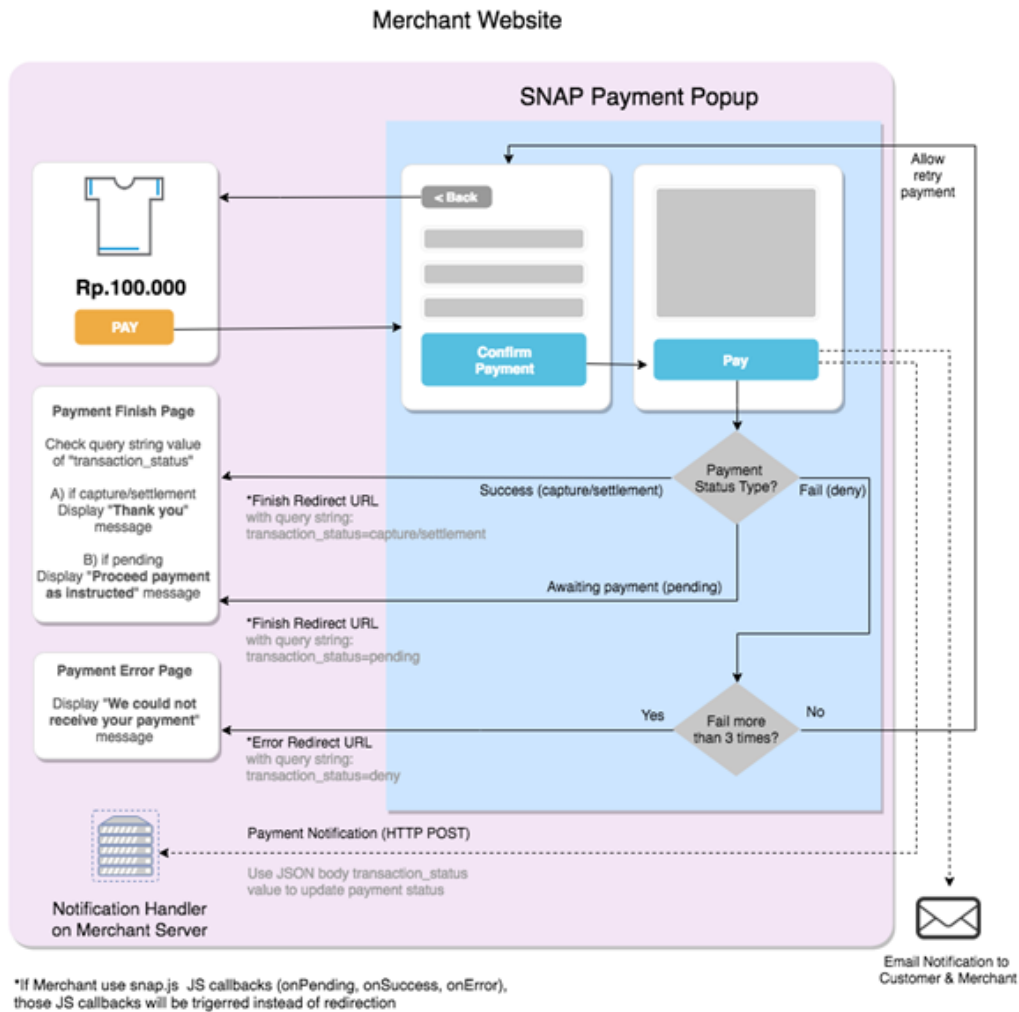 Merchant Website
SNAP Payment Popup
Allow
retry
payment
< Back
Rp.100.000
PAY
Confirm
Payment
Pay
Payment Finish Page
Check query string value
of "transaction_status"
A) if capture/settlement
Display "Thank you"
message
B) if pending
Display "Proceed payment
as instructed" message
Payment
Status Type?
Success (capture/settlement)
Fail (deny)
*Finish Redirect URL
with query string:
transaction_status=capture/settlement
Awaiting payment (pending)
*Finish Redirect URL
with query string:
transaction_status=pending
Payment Error Page
Display "We could not
receive your payment"
message
Yes
No
Fail more
than 3 times?
*Error Redirect URL
with query string:
transaction_status=deny
Payment Notification (HTTP POST)
Use JSON body transaction_status
value to update payment status
Notification Handler
on Merchant Server
Email Notification to
Customer & Merchant
*If Merchant use snap.js  JS callbacks (onPending, onSuccess, onError),
those JS callbacks will be trigerred instead of redirection